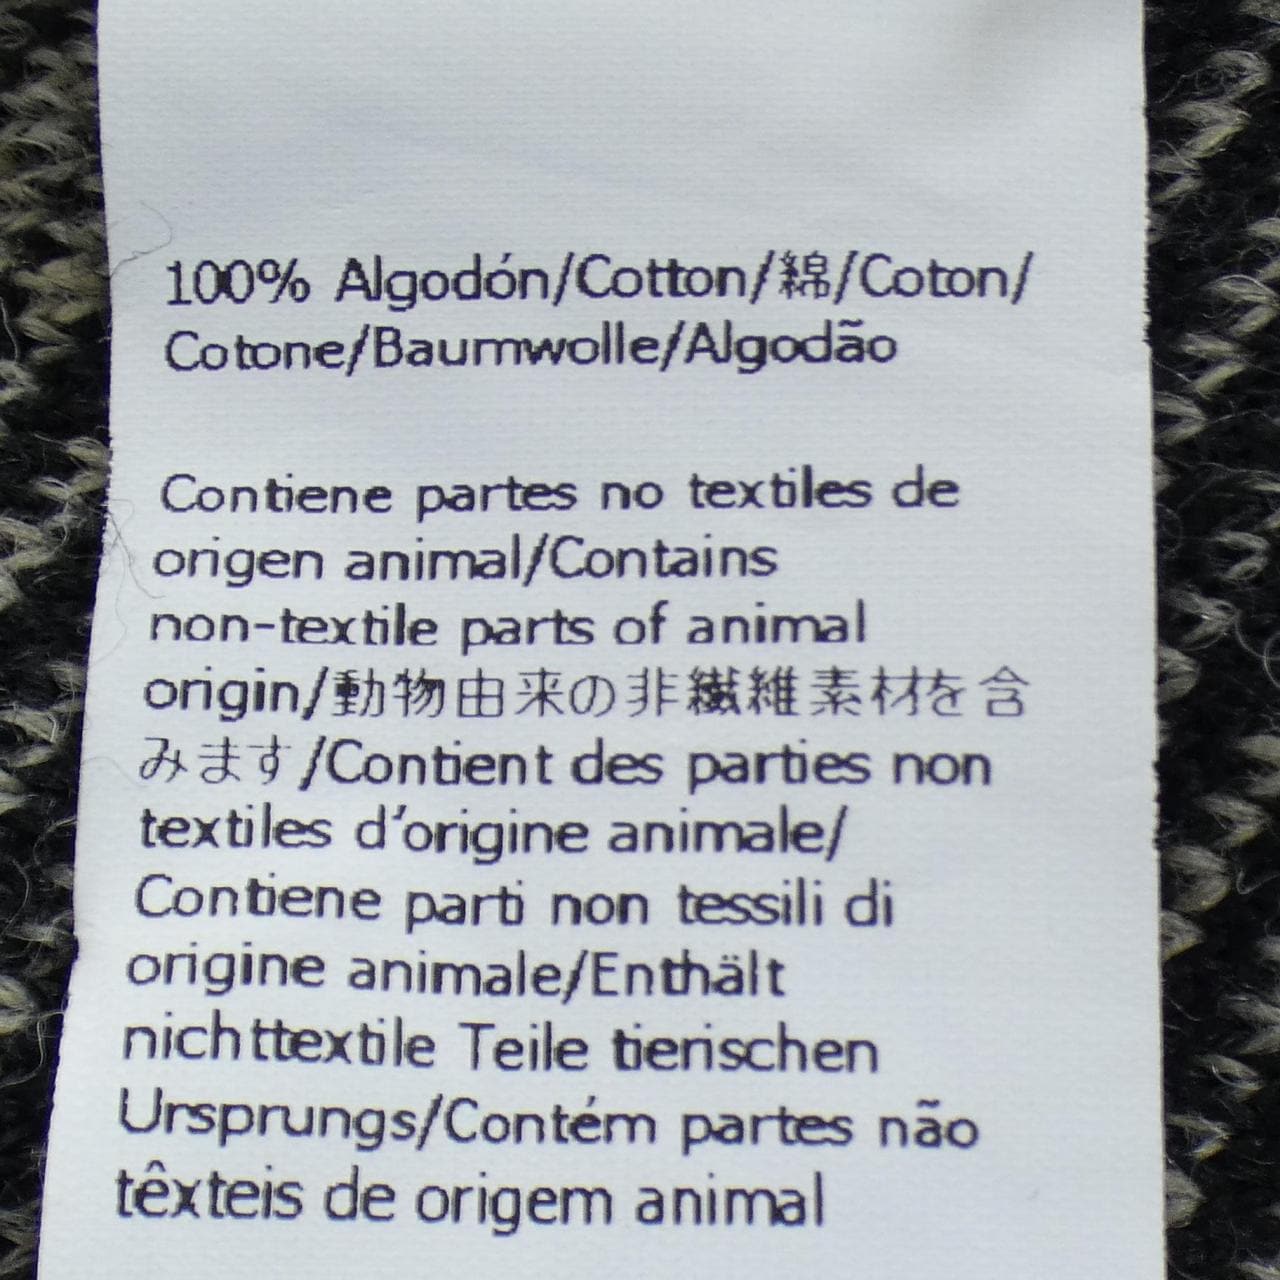 100% Algodón/Cotton/綿/Coton/
Cotone/Baumwolle/Algodão
Contiene partes no textiles de
origen animal/Contains
non-textile parts of animal
origin/動物由来の非繊維素材を含
みます/Contient des parties non
textiles d'origine animale/
Contiene parti non tessili di
origine animale/Enthält
nichttextile Teile tierischen
Ursprungs/Contém partes não
têxteis de origem animal